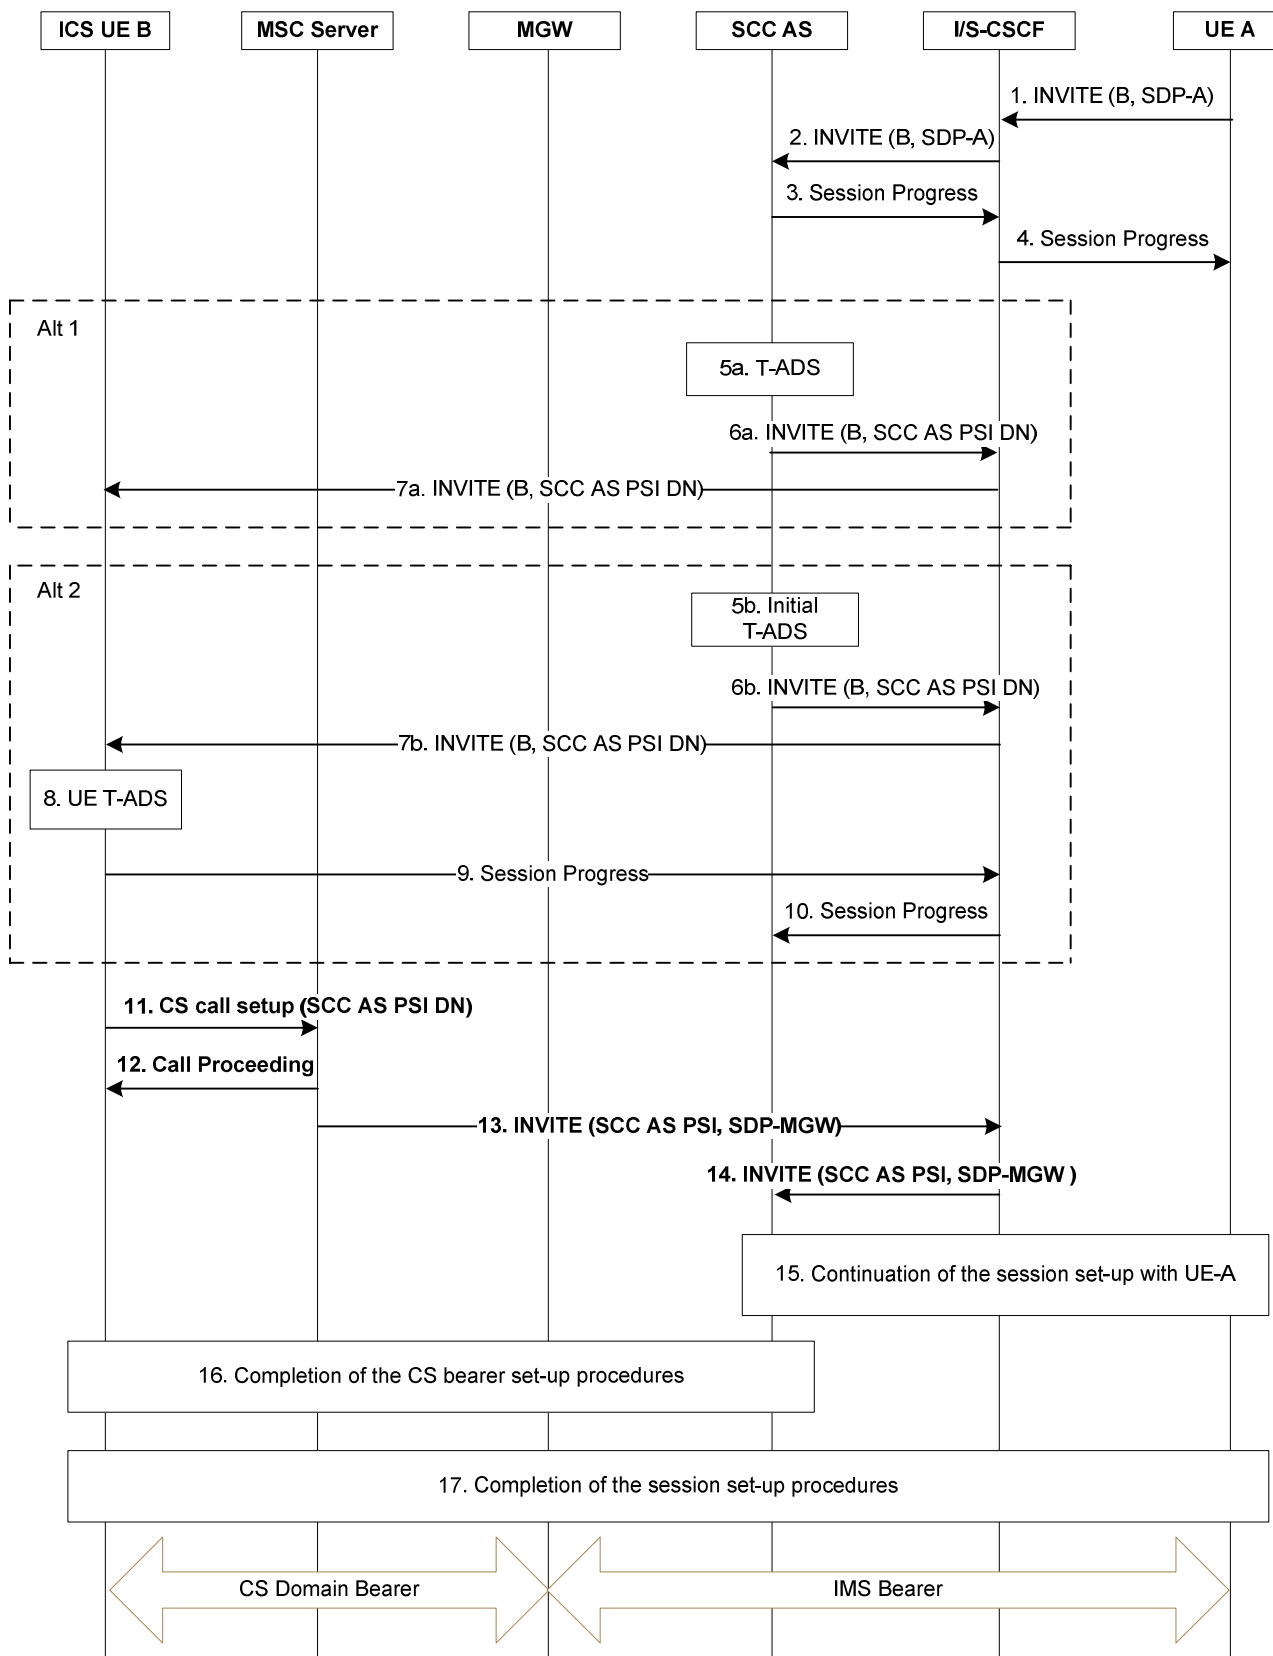 ICS UE B
MSC Server
MGW
SCC AS
I/S-CSCF
UE A
1. INVITE (B, SDP-A)
2. INVITE (B, SDP-A)
3. Session Progress
4. Session Progress
Alt 1
5a. T-ADS
6a. INVITE (B, SCC AS PSI DN)
7a. INVITE (B, SCC AS PSI DN)
Alt 2
5b. Initial
T-ADS
6b. INVITE (B, SCC AS PSI DN)
7b. INVITE (B, SCC AS PSI DN)
8. UE T-ADS
9. Session Progress
10. Session Progress
11. CS call setup (SCC AS PSI DN)
12. Call Proceeding
13. INVITE (SCC AS PSI, SDP-MGW)
14. INVITE (SCC AS PSI, SDP-MGW )
15. Continuation of the session set-up with UE-A
16. Completion of the CS bearer set-up procedures
17. Completion of the session set-up procedures
CS Domain Bearer
IMS Bearer